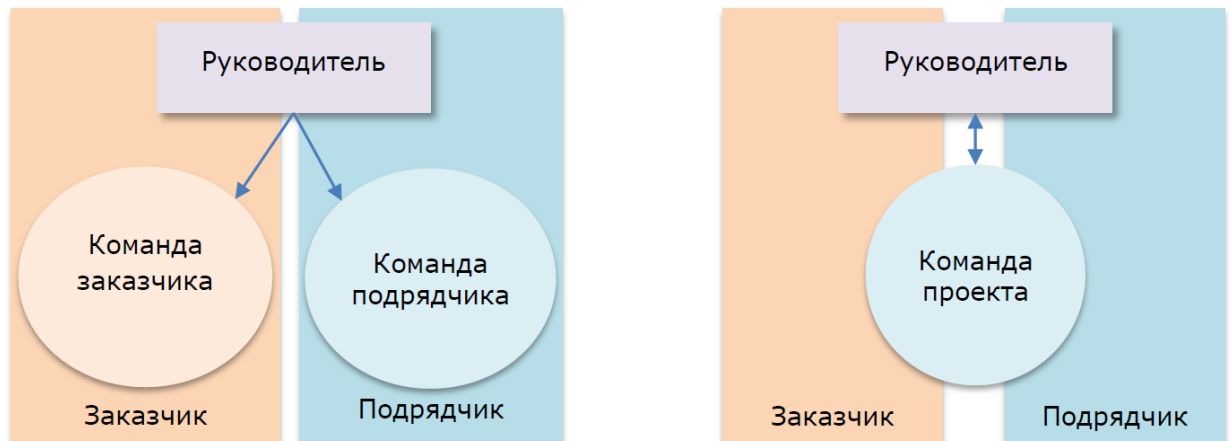 Руководитель
Команда
заказчика
Команда
подрядчика
Заказчик
Подрядчик
Руководитель
Команда
проекта
Заказчик
Подрядчик